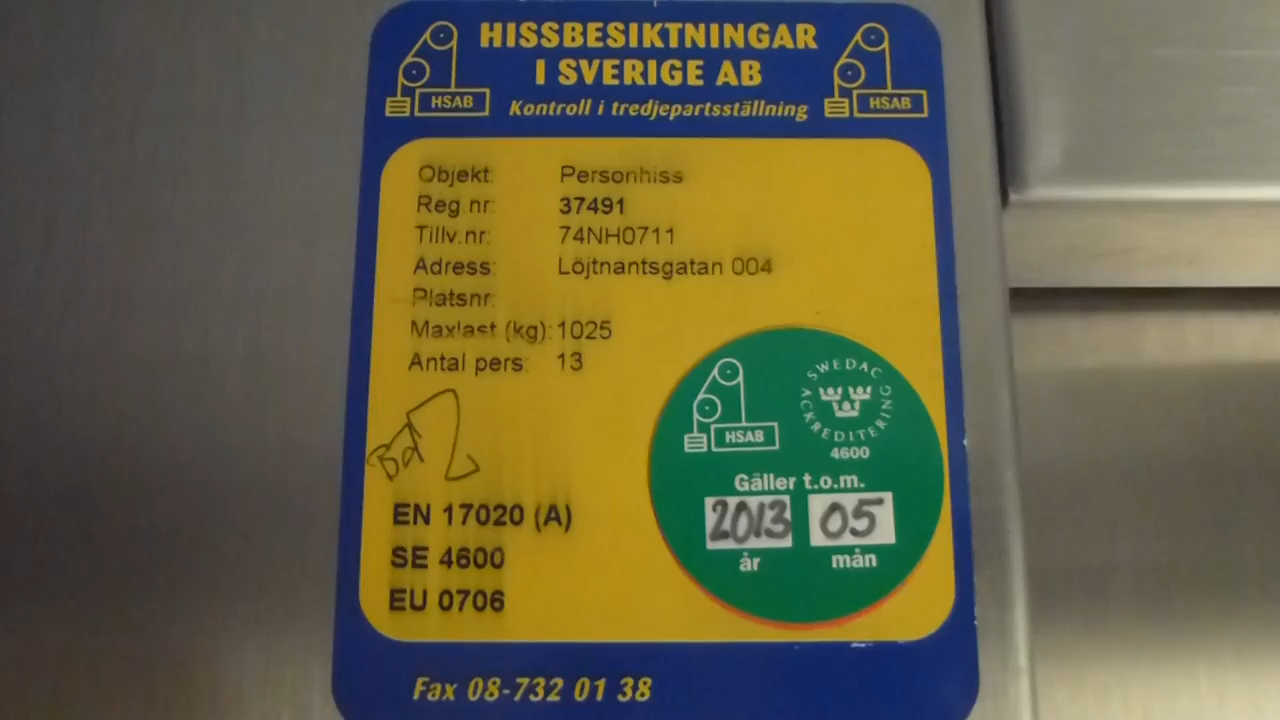 HISSBESIKTNINGAR
I SVERIGE AB
HSAB
HSAB
Kontroll i tredjepartsställning
Objekt: Personhiss
Reg nr: 37491
Tillv.nr: 74NH0711
Adress: Löjtnantsgatan 004
Platsnr:
Maxlast (kg): 1025
Antal pers: 13
EN 17020 (A)
SE 4600
EU 0706
HSAB
SWEDAC
ACKREDITERING
4600
Gäller t.o.m.
2013 05
år mån
Fax 08-732 01 38